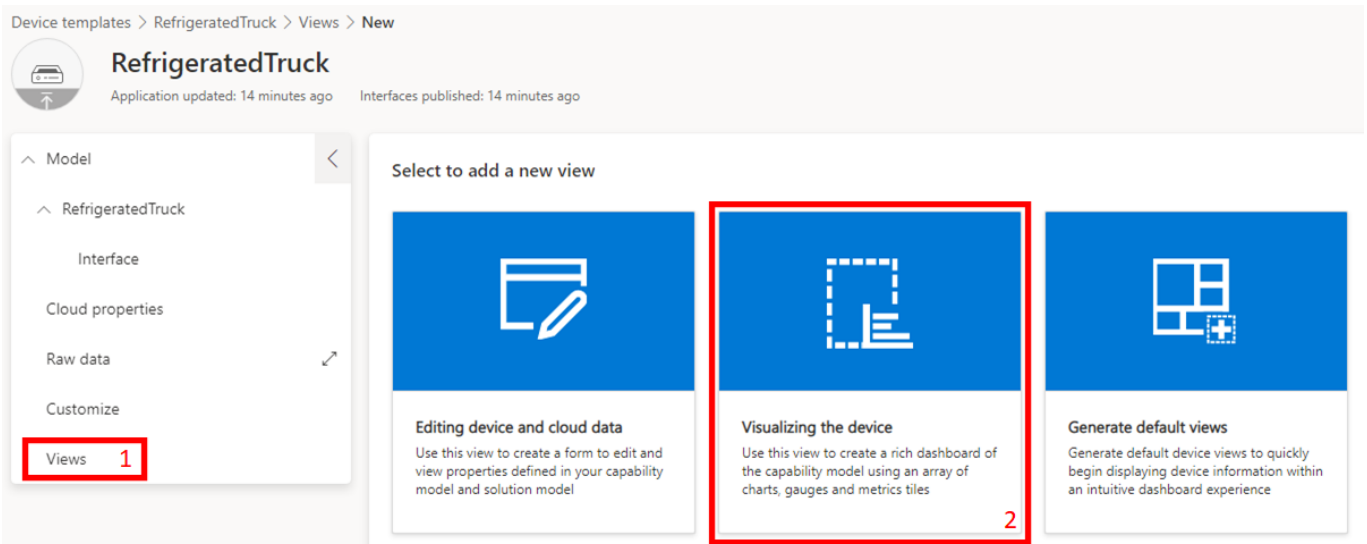 Device templates > RefrigeratedTruck > Views > New
RefrigeratedTruck
Application updated: 14 minutes ago Interfaces published: 14 minutes ago
Model
RefrigeratedTruck
Interface
Cloud properties
Raw data
Customize
Views 1
Select to add a new view
Editing device and cloud data
Use this view to create a form to edit and
view properties defined in your capability
model and solution model
Visualizing the device
Use this view to create a rich dashboard of
the capability model using an array of
charts, gauges and metrics tiles
2
Generate default views
Generate default device views to quickly
begin displaying device information within
an intuitive dashboard experience